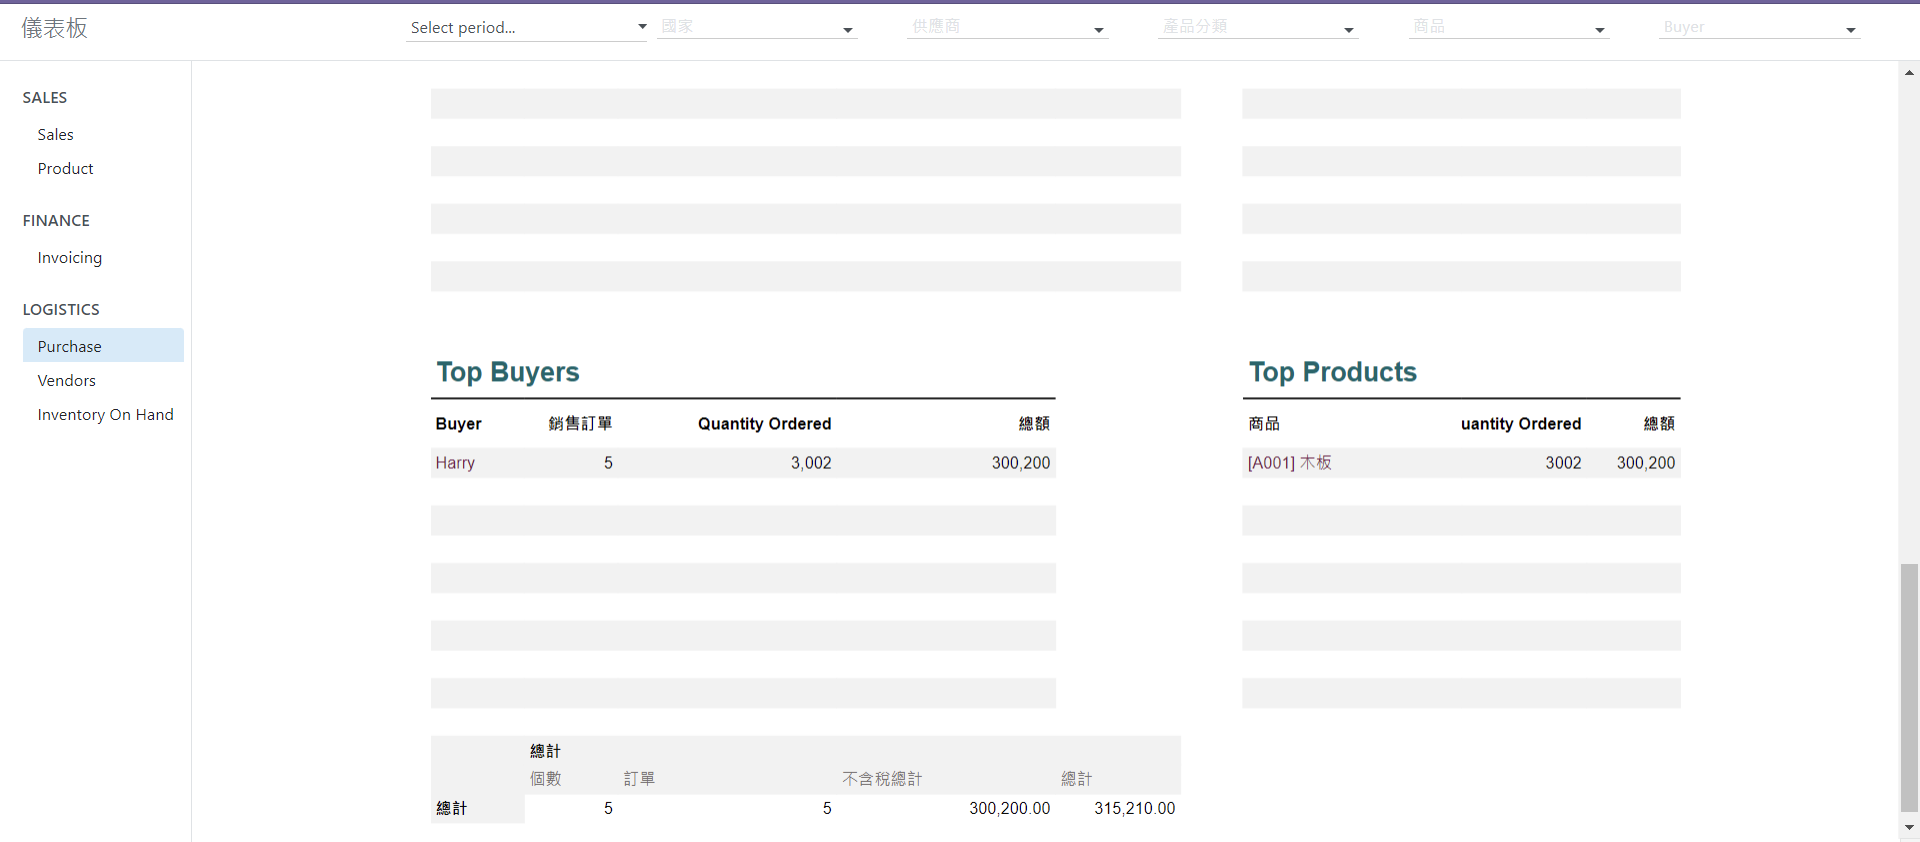 儀表板
Select period...
國家
供應商
產品分類
商品
Buyer
SALES
Sales
Product
FINANCE
Invoicing
LOGISTICS
Purchase
Vendors
Inventory On Hand
Top Buyers
Buyer 銷售訂單 Quantity Ordered 總額
Harry 5 3,002 300,200
Top Products
商品 uantity Ordered 總額
[A001] 木板 3002 300,200
總計
個數 訂單 不含稅總計 總計
總計 5 5 300,200.00 315,210.00